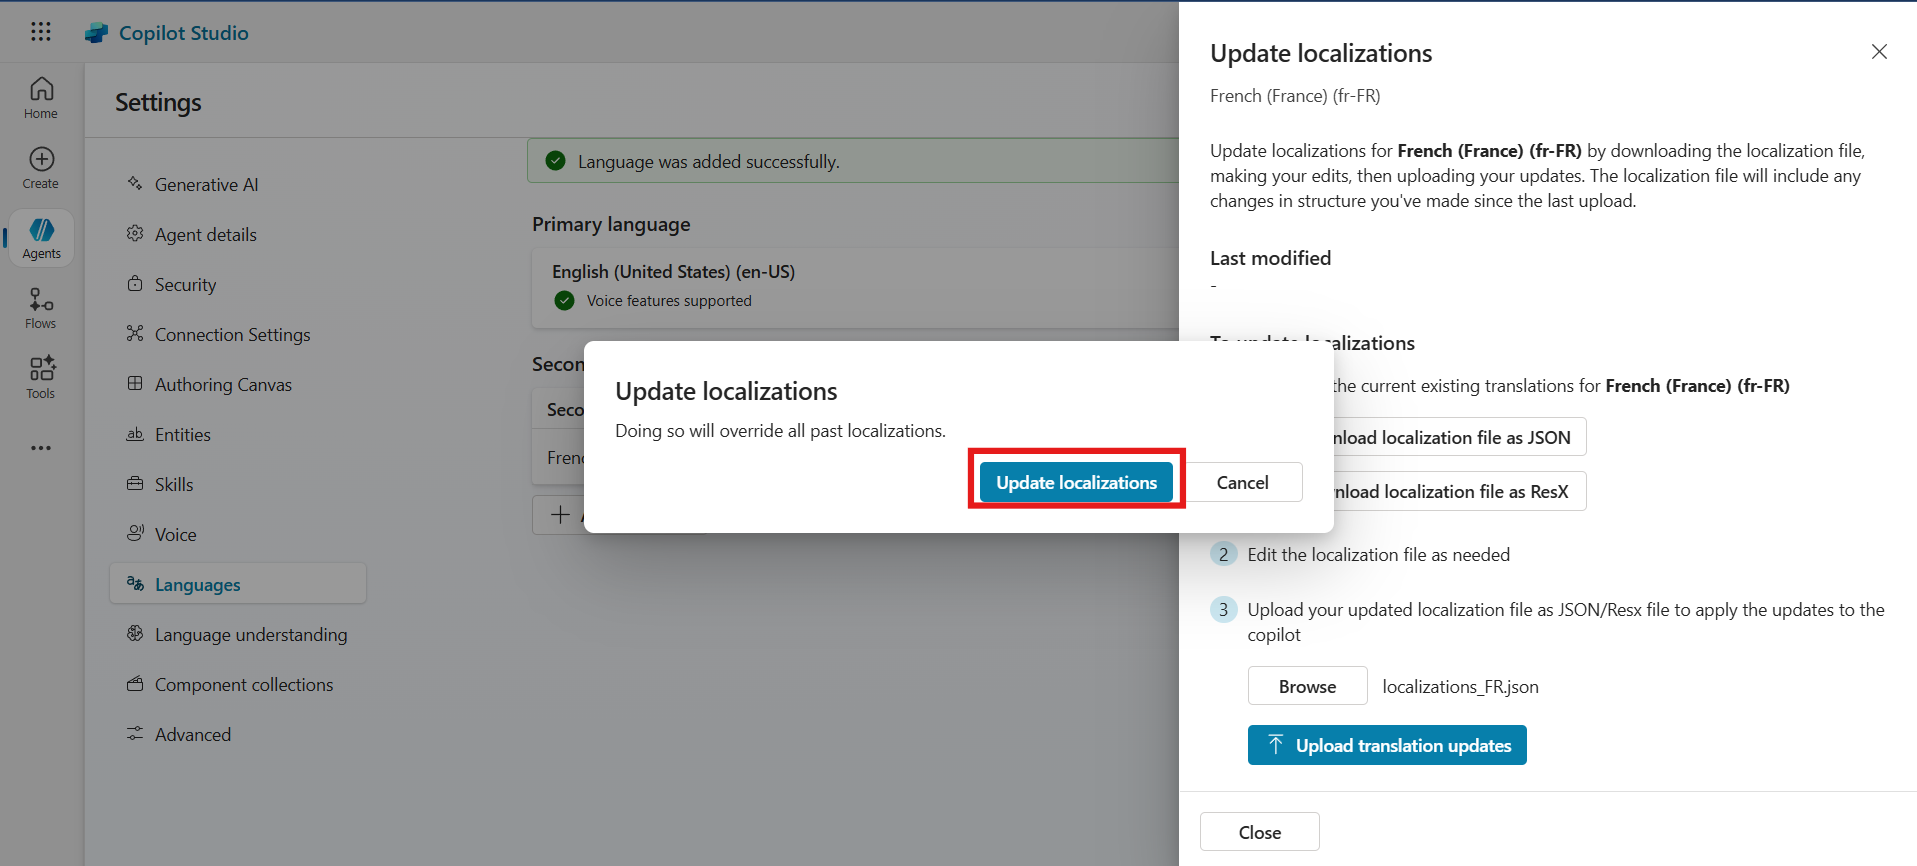 Copilot Studio
Home
Create
Agents
Flows
Tools
Settings
Generative AI
Agent details
Security
Connection Settings
Authoring Canvas
Entities
Skills
Voice
Languages
Language understanding
Component collections
Advanced
Language was added successfully.
Primary language
English (United States) (en-US)
Voice features supported
Update localizations
Doing so will override all past localizations.
Update localizations
Cancel
Update localizations
French (France) (fr-FR)
Update localizations for French (France) (fr-FR) by downloading the localization file,
making your edits, then uploading your updates. The localization file will include any
changes in structure you've made since the last upload.
Last modified
-
To update localizations
the current existing translations for French (France) (fr-FR)
localization file as JSON
localization file as ResX
2 Edit the localization file as needed
3 Upload your updated localization file as JSON/Resx file to apply the updates to the
copilot
Browse
localizations_FR.json
Upload translation updates
Close